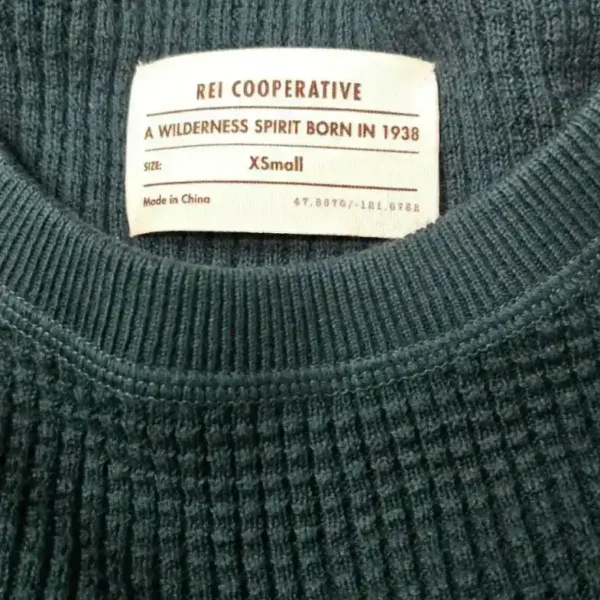 REI COOPERATIVE
A WILDERNESS SPIRIT BORN IN 1938
SIZE: XSmall
Made in China